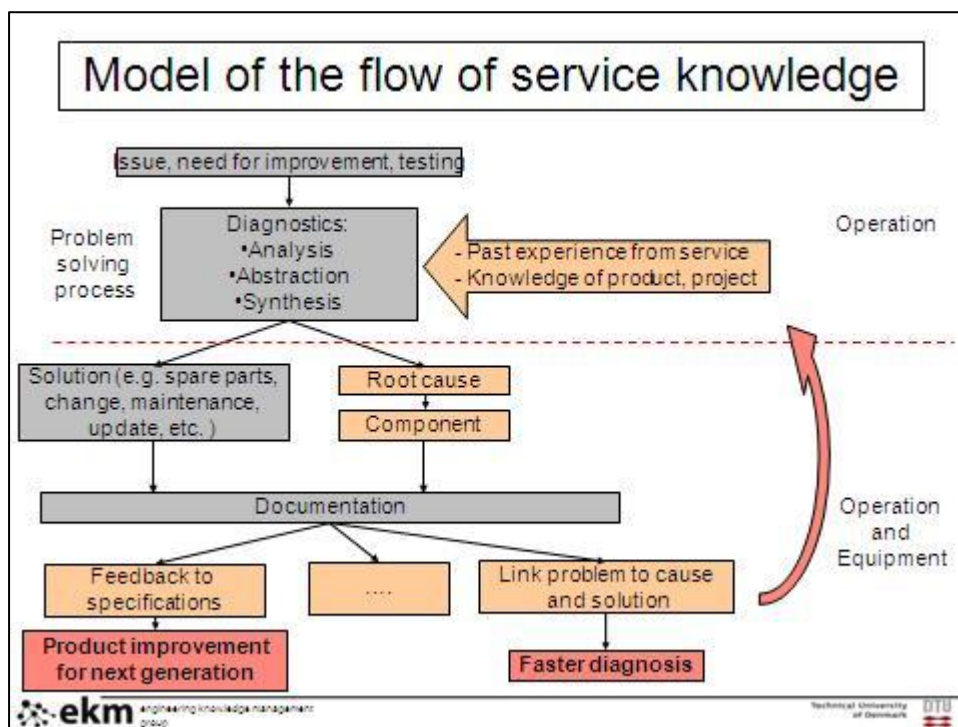 Model of the flow of service knowledge
Issue, need for improvement, testing
Problem
solving
process
Diagnostics:
•Analysis
•Abstraction
•Synthesis
- Past experience from service
- Knowledge of product, project
Operation
Solution (e.g. spare parts,
change, maintenance,
update, etc. )
Root cause
Component
Documentation
Operation
and
Equipment
Feedback to
specifications
....
Link problem to cause
and solution
Product improvement
for next generation
Faster diagnosis
ekm
engineering knowledge management
group
Technical University
of Denmark
DTU